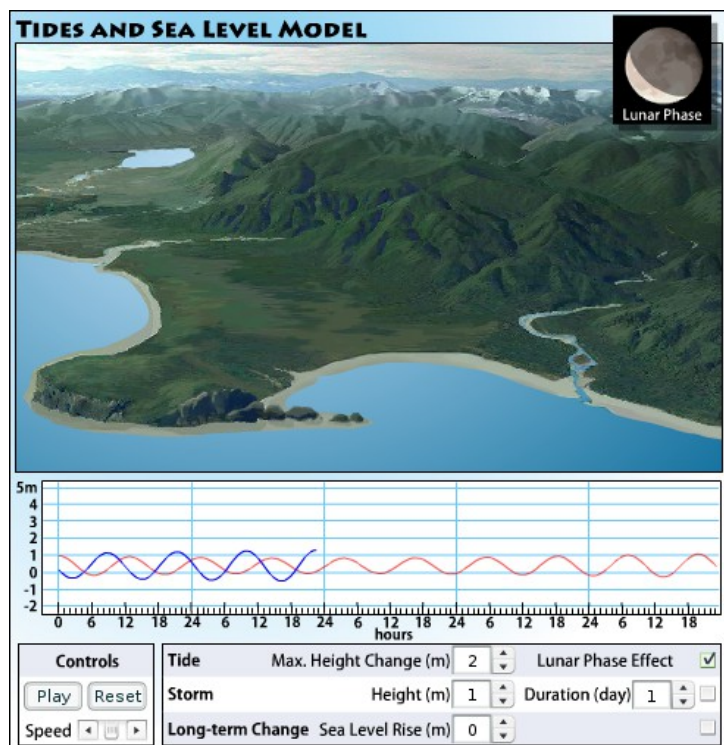 TIDES AND SEA LEVEL MODEL
Lunar Phase
5m
4
3
2
1
0
-1
-2
0 6 12 18 24 6 12 18 24 6 12 18 24 6 12 18 24 6 12 18
hours
Controls
Play Reset
Speed
Tide Max. Height Change (m) 2 Lunar Phase Effect
Storm Height (m) 1 Duration (day) 1
Long-term Change Sea Level Rise (m) 0